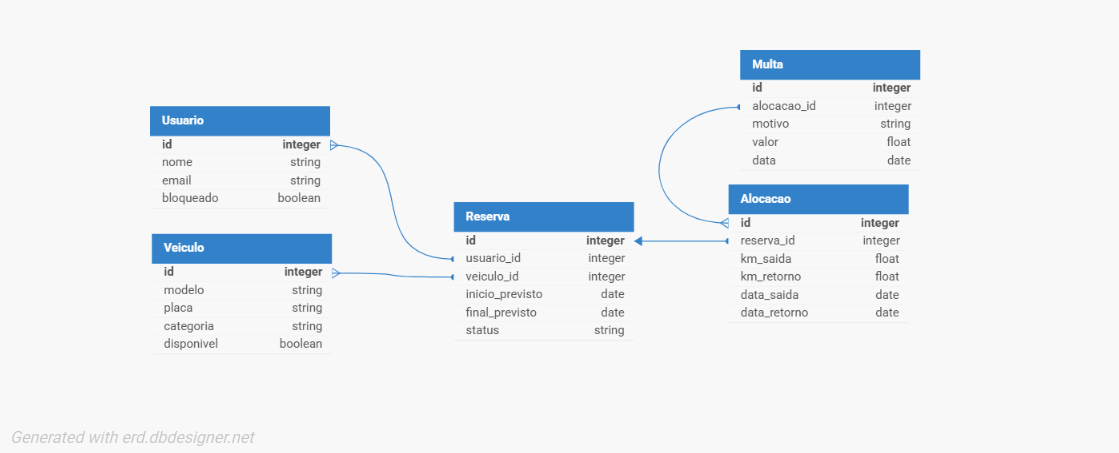 Usuario
id integer
nome string
email string
bloqueado boolean
Veiculo
id integer
modelo string
placa string
categoria string
disponivel boolean
Reserva
id integer
usuario_id integer
veiculo_id integer
inicio_previsto date
final_previsto date
status string
Multa
id integer
alocacao_id integer
motivo string
valor float
data date
Alocacao
id integer
reserva_id integer
km_saida float
km_retorno float
data_saida date
data_retorno date
Generated with erd.dbdesigner.net